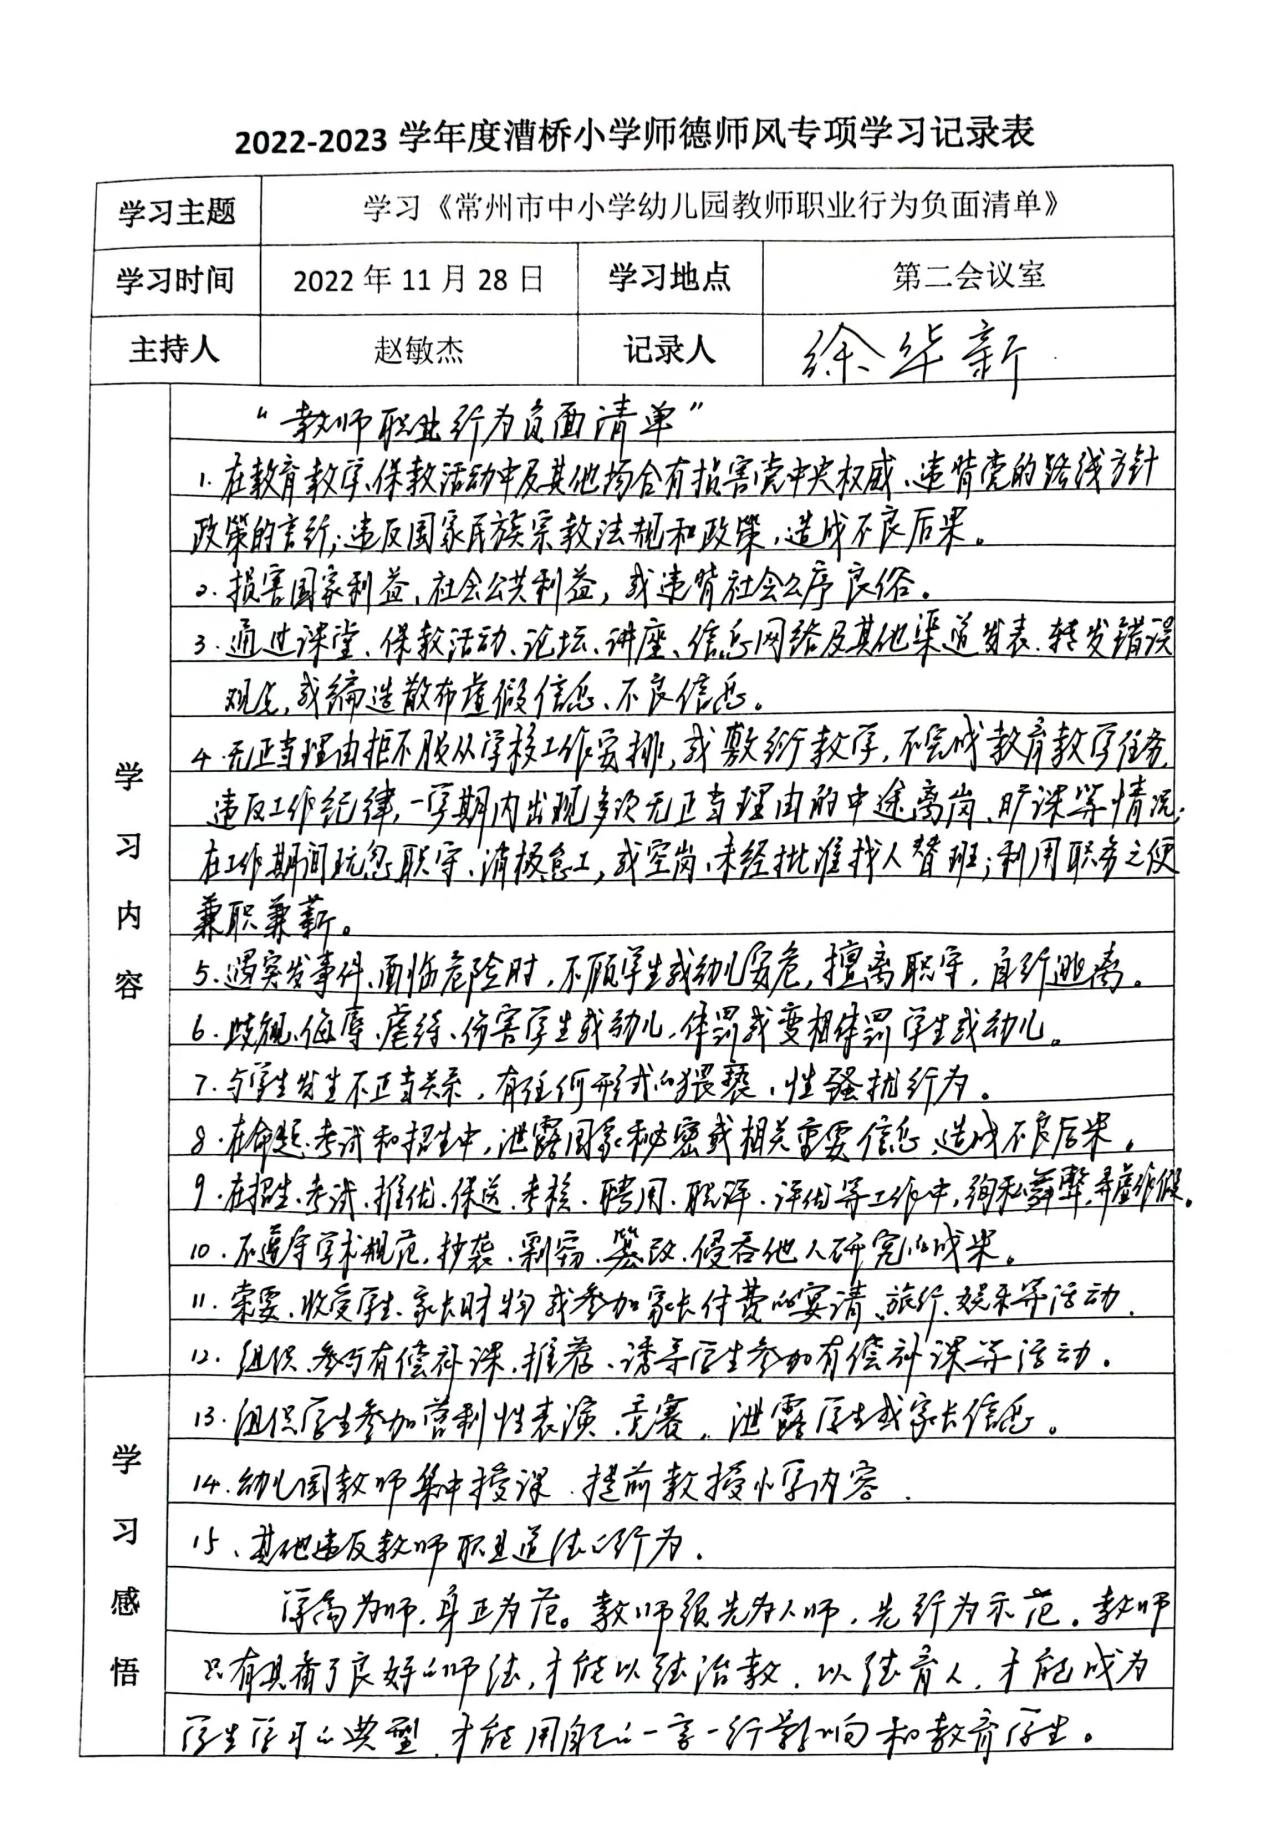 2022-2023 学年度漕桥小学师德师风专项学习记录表
学习主题 学习《常州市中小学幼儿园教师职业行为负面清单》
学习时间 2022 年 11 月 28 日 学习地点 第二会议室
主持人 赵敏杰 记录人 徐华新
学习内容
“教师职业行为负面清单”
1. 在教育教学、保教活动中及其他场合有损害党中央权威、违背党的路线方针
政策的言行;违反国家民族宗教法规和政策,造成不良后果。
2. 损害国家利益、社会公共利益,或违背社会公序良俗。
3. 通过课堂、保教活动、论坛、讲座、信息网络及其他渠道发表、转发错误
观点,或编造散布虚假信息、不良信息。
4. 无正当理由拒不服从学校工作安排,或敷衍教学,不完成教育教学任务,
违反工作纪律,一学期内出现多次无正当理由的中途离岗、旷课等情况;
在工作期间玩忽职守、消极怠工,或空岗、未经批准找人替班;利用职务之便
兼职兼薪。
5. 遇突发事件、面临危险时,不顾学生或幼儿安危,擅离职守,自行逃离。
6. 歧视、侮辱、虐待、伤害学生或幼儿,体罚或变相体罚学生或幼儿。
7. 与学生发生不正当关系,有任何形式的猥亵、性骚扰行为。
8. 在命题、考试和招生中,泄露国家秘密或相关重要信息,造成不良后果。
9. 在招生、考试、推优、保送、考核、聘用、职评、评优等工作中,徇私舞弊,弄虚作假。
10. 不遵守学术规范,抄袭、剽窃、篡改、侵吞他人研究的成果。
11. 索要、收受学生、家长财物或参加家长付费的宴请、旅行、娱乐等活动.
12. 组织、参与有偿补课,推荐、诱导学生参加有偿补课等活动.
学习感悟
13. 组织学生参加营利性表演、竞赛,泄露学生或家长信息。
14. 幼儿园教师集中授课、提前教授小学内容.
15、其他违反教师职业道德的行为.
学高为师,身正为范。教师须先为人师,先行为示范。教师
只有具备了良好的师德,才能以德治教,以德育人,才能成为
学生学习的典型,才能用自己的一言一行影响和教育学生。